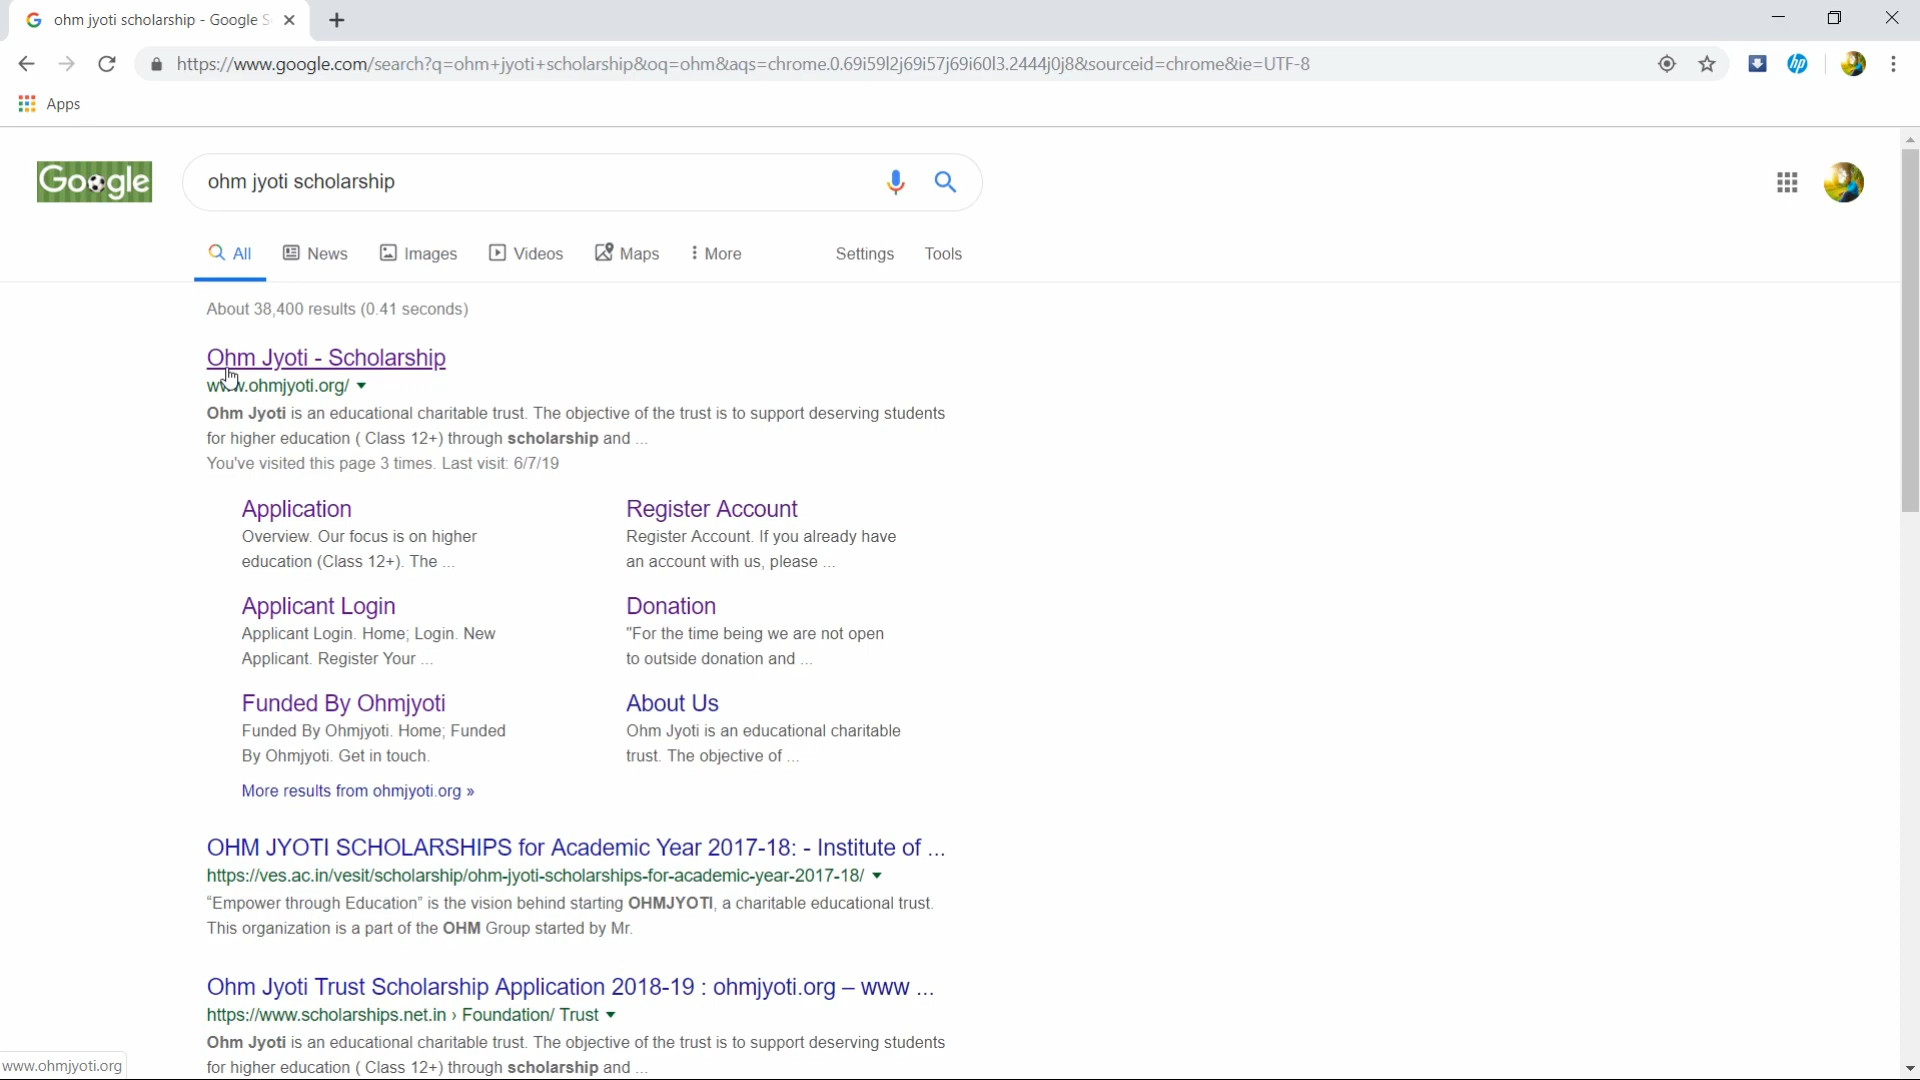 ohm jyoti scholarship - Google S
https://www.google.com/search?q=ohm+jyoti+scholarship&oq=ohm&aqs=chrome.0.69i59l2j69i57j69i60l3.2444j0j8&sourceid=chrome&ie=UTF-8
hp
Apps
Google
ohm jyoti scholarship
All News Images Videos Maps More Settings Tools
About 38,400 results (0.41 seconds)
Ohm Jyoti - Scholarship
www.ohmjyoti.org/
Ohm Jyoti is an educational charitable trust. The objective of the trust is to support deserving students
for higher education ( Class 12+) through scholarship and ...
You've visited this page 3 times. Last visit: 6/7/19
Application
Overview. Our focus is on higher
education (Class 12+). The ...
Register Account
Register Account. If you already have
an account with us, please ...
Applicant Login
Applicant Login. Home; Login. New
Applicant. Register Your ...
Donation
"For the time being we are not open
to outside donation and ...
Funded By Ohmjyoti
Funded By Ohmjyoti. Home; Funded
By Ohmjyoti. Get in touch.
About Us
Ohm Jyoti is an educational charitable
trust. The objective of ...
More results from ohmjyoti.org »
OHM JYOTI SCHOLARSHIPS for Academic Year 2017-18: - Institute of ...
https://ves.ac.in/vesit/scholarship/ohm-jyoti-scholarships-for-academic-year-2017-18/
“Empower through Education” is the vision behind starting OHMJYOTI, a charitable educational trust.
This organization is a part of the OHM Group started by Mr.
Ohm Jyoti Trust Scholarship Application 2018-19 : ohmjyoti.org – www ...
https://www.scholarships.net.in › Foundation/ Trust
Ohm Jyoti is an educational charitable trust. The objective of the trust is to support deserving students
for higher education ( Class 12+) through scholarship and ...
www.ohmjyoti.org